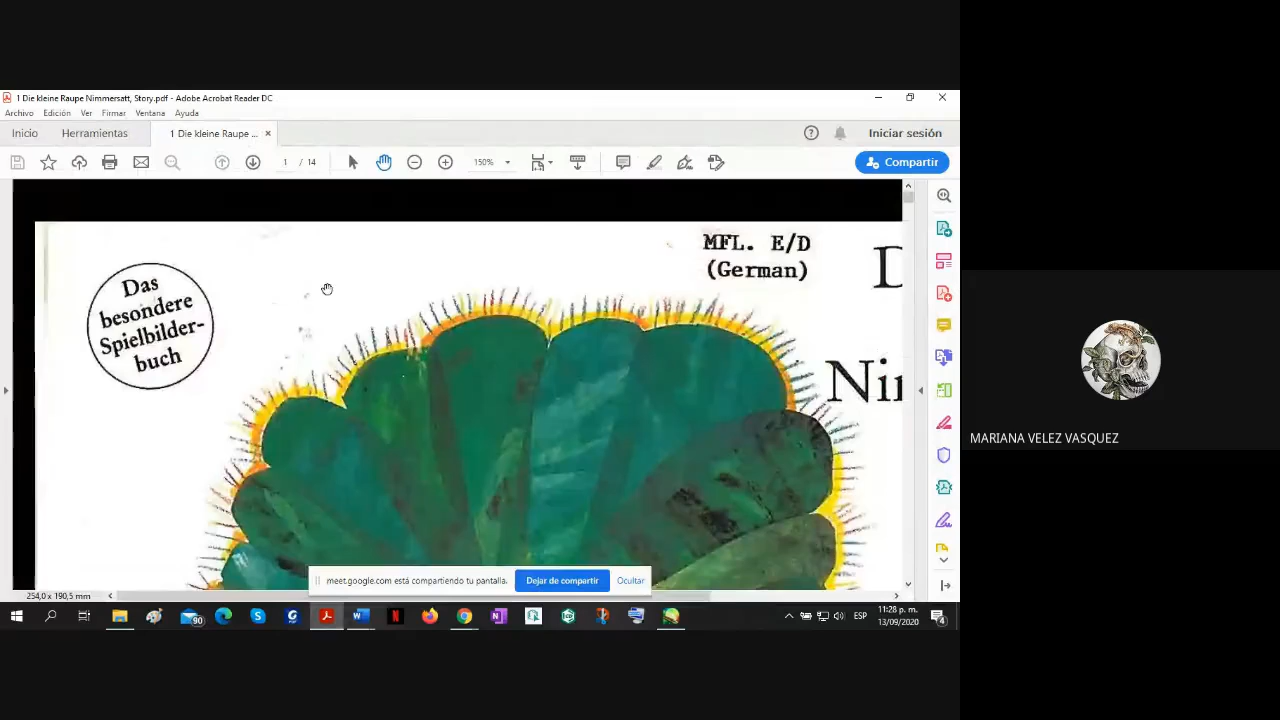 1 Die kleine Raupe Nimmersatt, Story.pdf - Adobe Acrobat Reader DC
Archivo Edición Ver Firmar Ventana Ayuda
Inicio Herramientas 1 Die kleine Raupe ... × Iniciar sesión
1 / 14 150% Compartir
MFL. E/D
(German)
D
Das
besondere
Spielbilder-
buch
Nir
MARIANA VELEZ VASQUEZ
meet.google.com está compartiendo tu pantalla. Dejar de compartir Ocultar
254,0 x 190,5 mm
90
ESP
11:28 p. m.
13/09/2020
4